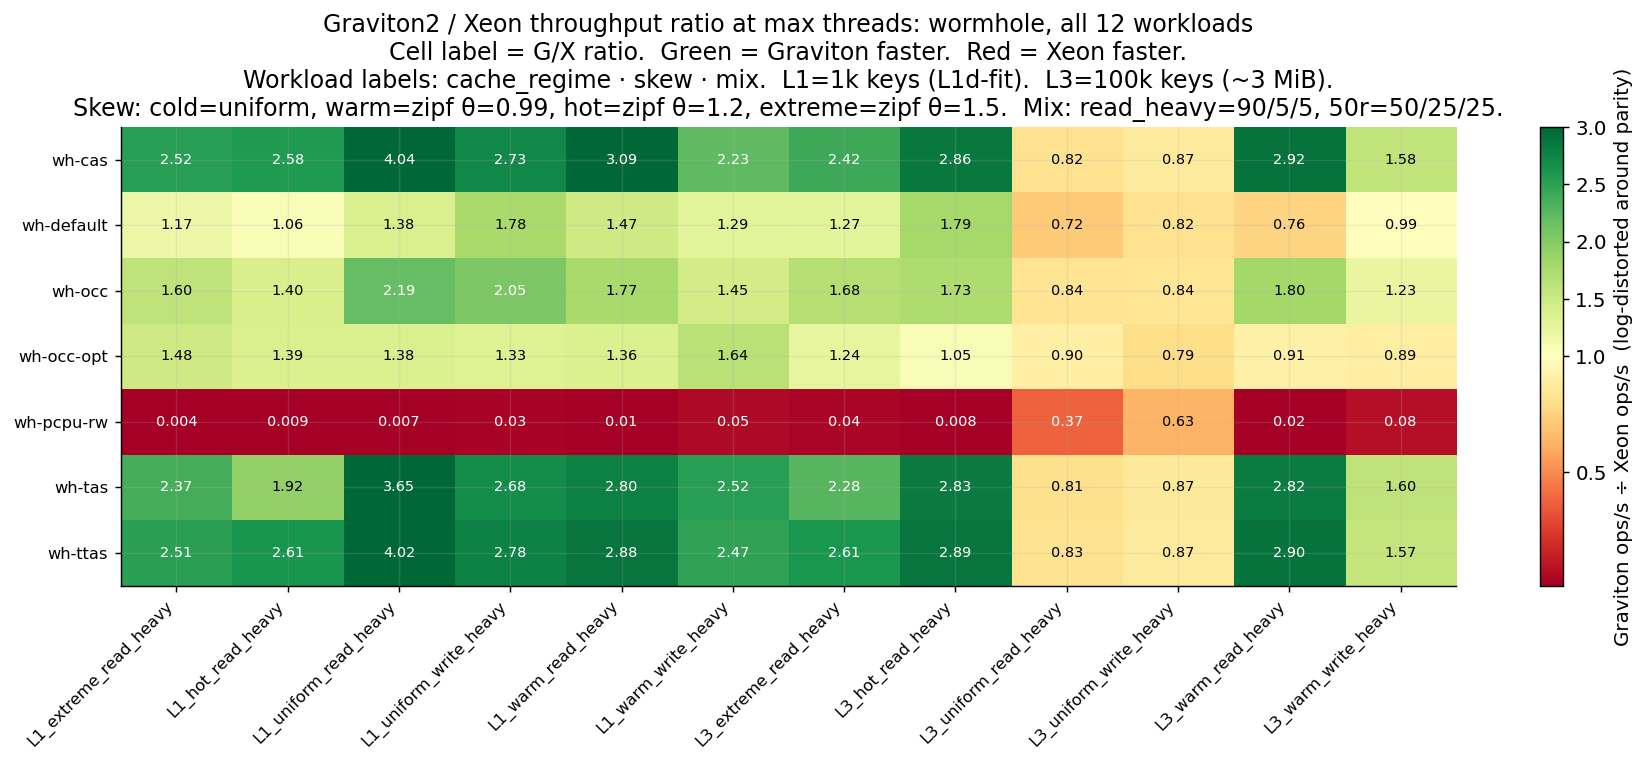 Graviton2 / Xeon throughput ratio at max threads: wormhole, all 12 workloads
Cell label = G/X ratio.  Green = Graviton faster.  Red = Xeon faster.
Workload labels: cache_regime · skew · mix.  L1=1k keys (L1d-fit).  L3=100k keys (~3 MiB).
Skew: cold=uniform, warm=zipf θ=0.99, hot=zipf θ=1.2, extreme=zipf θ=1.5.  Mix: read_heavy=90/5/5, 50r=50/25/25.
wh-cas 2.52 2.58 4.04 2.73 3.09 2.23 2.42 2.86 0.82 0.87 2.92 1.58
wh-default 1.17 1.06 1.38 1.78 1.47 1.29 1.27 1.79 0.72 0.82 0.76 0.99
wh-occ 1.60 1.40 2.19 2.05 1.77 1.45 1.68 1.73 0.84 0.84 1.80 1.23
wh-occ-opt 1.48 1.39 1.38 1.33 1.36 1.64 1.24 1.05 0.90 0.79 0.91 0.89
wh-pcpu-rw 0.004 0.009 0.007 0.03 0.01 0.05 0.04 0.008 0.37 0.63 0.02 0.08
wh-tas 2.37 1.92 3.65 2.68 2.80 2.52 2.28 2.83 0.81 0.87 2.82 1.60
wh-ttas 2.51 2.61 4.02 2.78 2.88 2.47 2.61 2.89 0.83 0.87 2.90 1.57
L1_extreme_read_heavy
L1_hot_read_heavy
L1_uniform_read_heavy
L1_uniform_write_heavy
L1_warm_read_heavy
L1_warm_write_heavy
L3_extreme_read_heavy
L3_hot_read_heavy
L3_uniform_read_heavy
L3_uniform_write_heavy
L3_warm_read_heavy
L3_warm_write_heavy
3.0
2.5
2.0
1.5
1.0
0.5
Graviton ops/s ÷ Xeon ops/s  (log-distorted around parity)